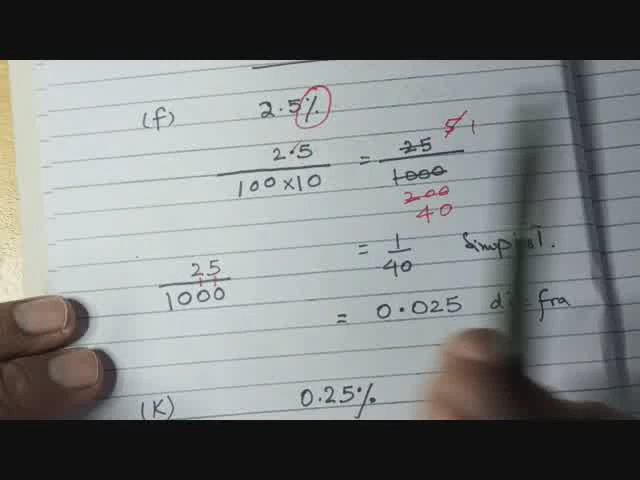 (f) 2.5%
2.5 / 100×10 = 25 / 1000 5 1
200
40
= 1/40
25 / 1000
= 0.025 fra
(K) 0.25%